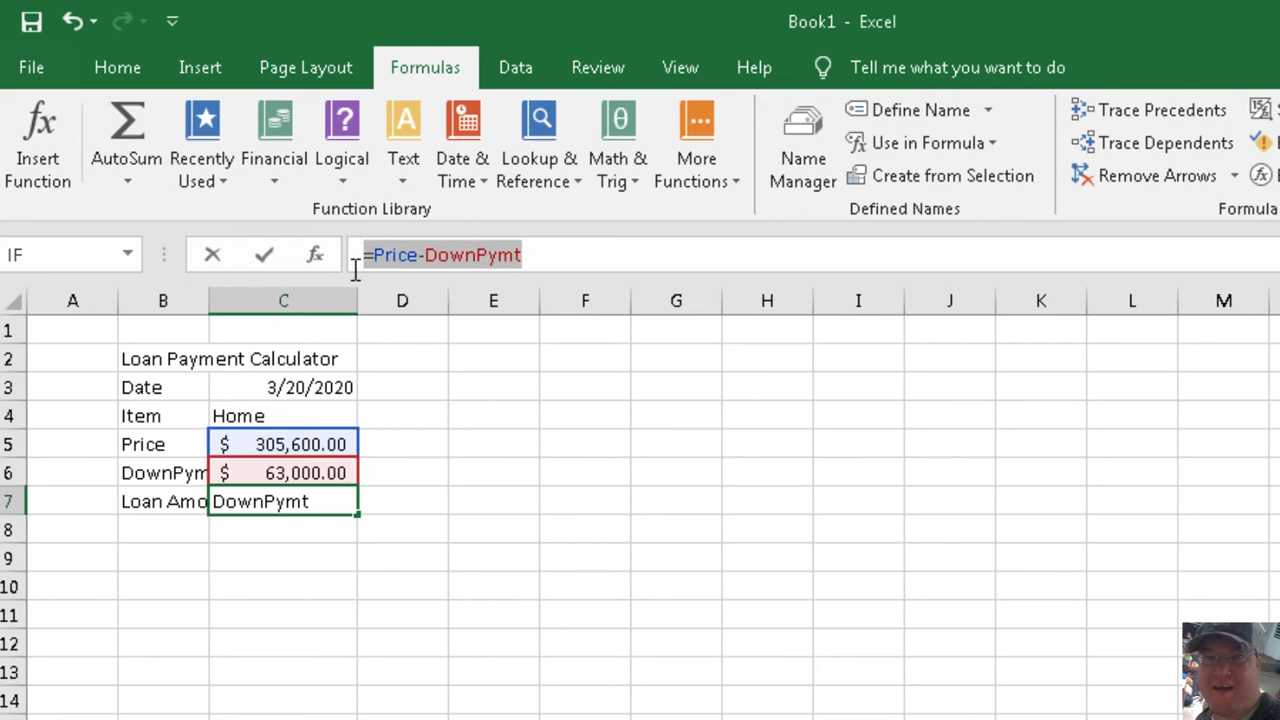 Book1 - Excel
File Home Insert Page Layout Formulas Data Review View Help Tell me what you want to do
fx Σ ? A θ Define Name Trace Precedents
Insert AutoSum Recently Financial Logical Text Date & Lookup & Math & More Name Use in Formula Trace Dependents
Function Used Time Reference Trig Functions Manager Create from Selection Remove Arrows
Function Library Defined Names Formula
IF fx =Price-DownPymt
A B C D E F G H I J K L M
1
2 Loan Payment Calculator
3 Date 3/20/2020
4 Item Home
5 Price $ 305,600.00
6 DownPym $ 63,000.00
7 Loan Amo DownPymt
8
9
10
11
12
13
14